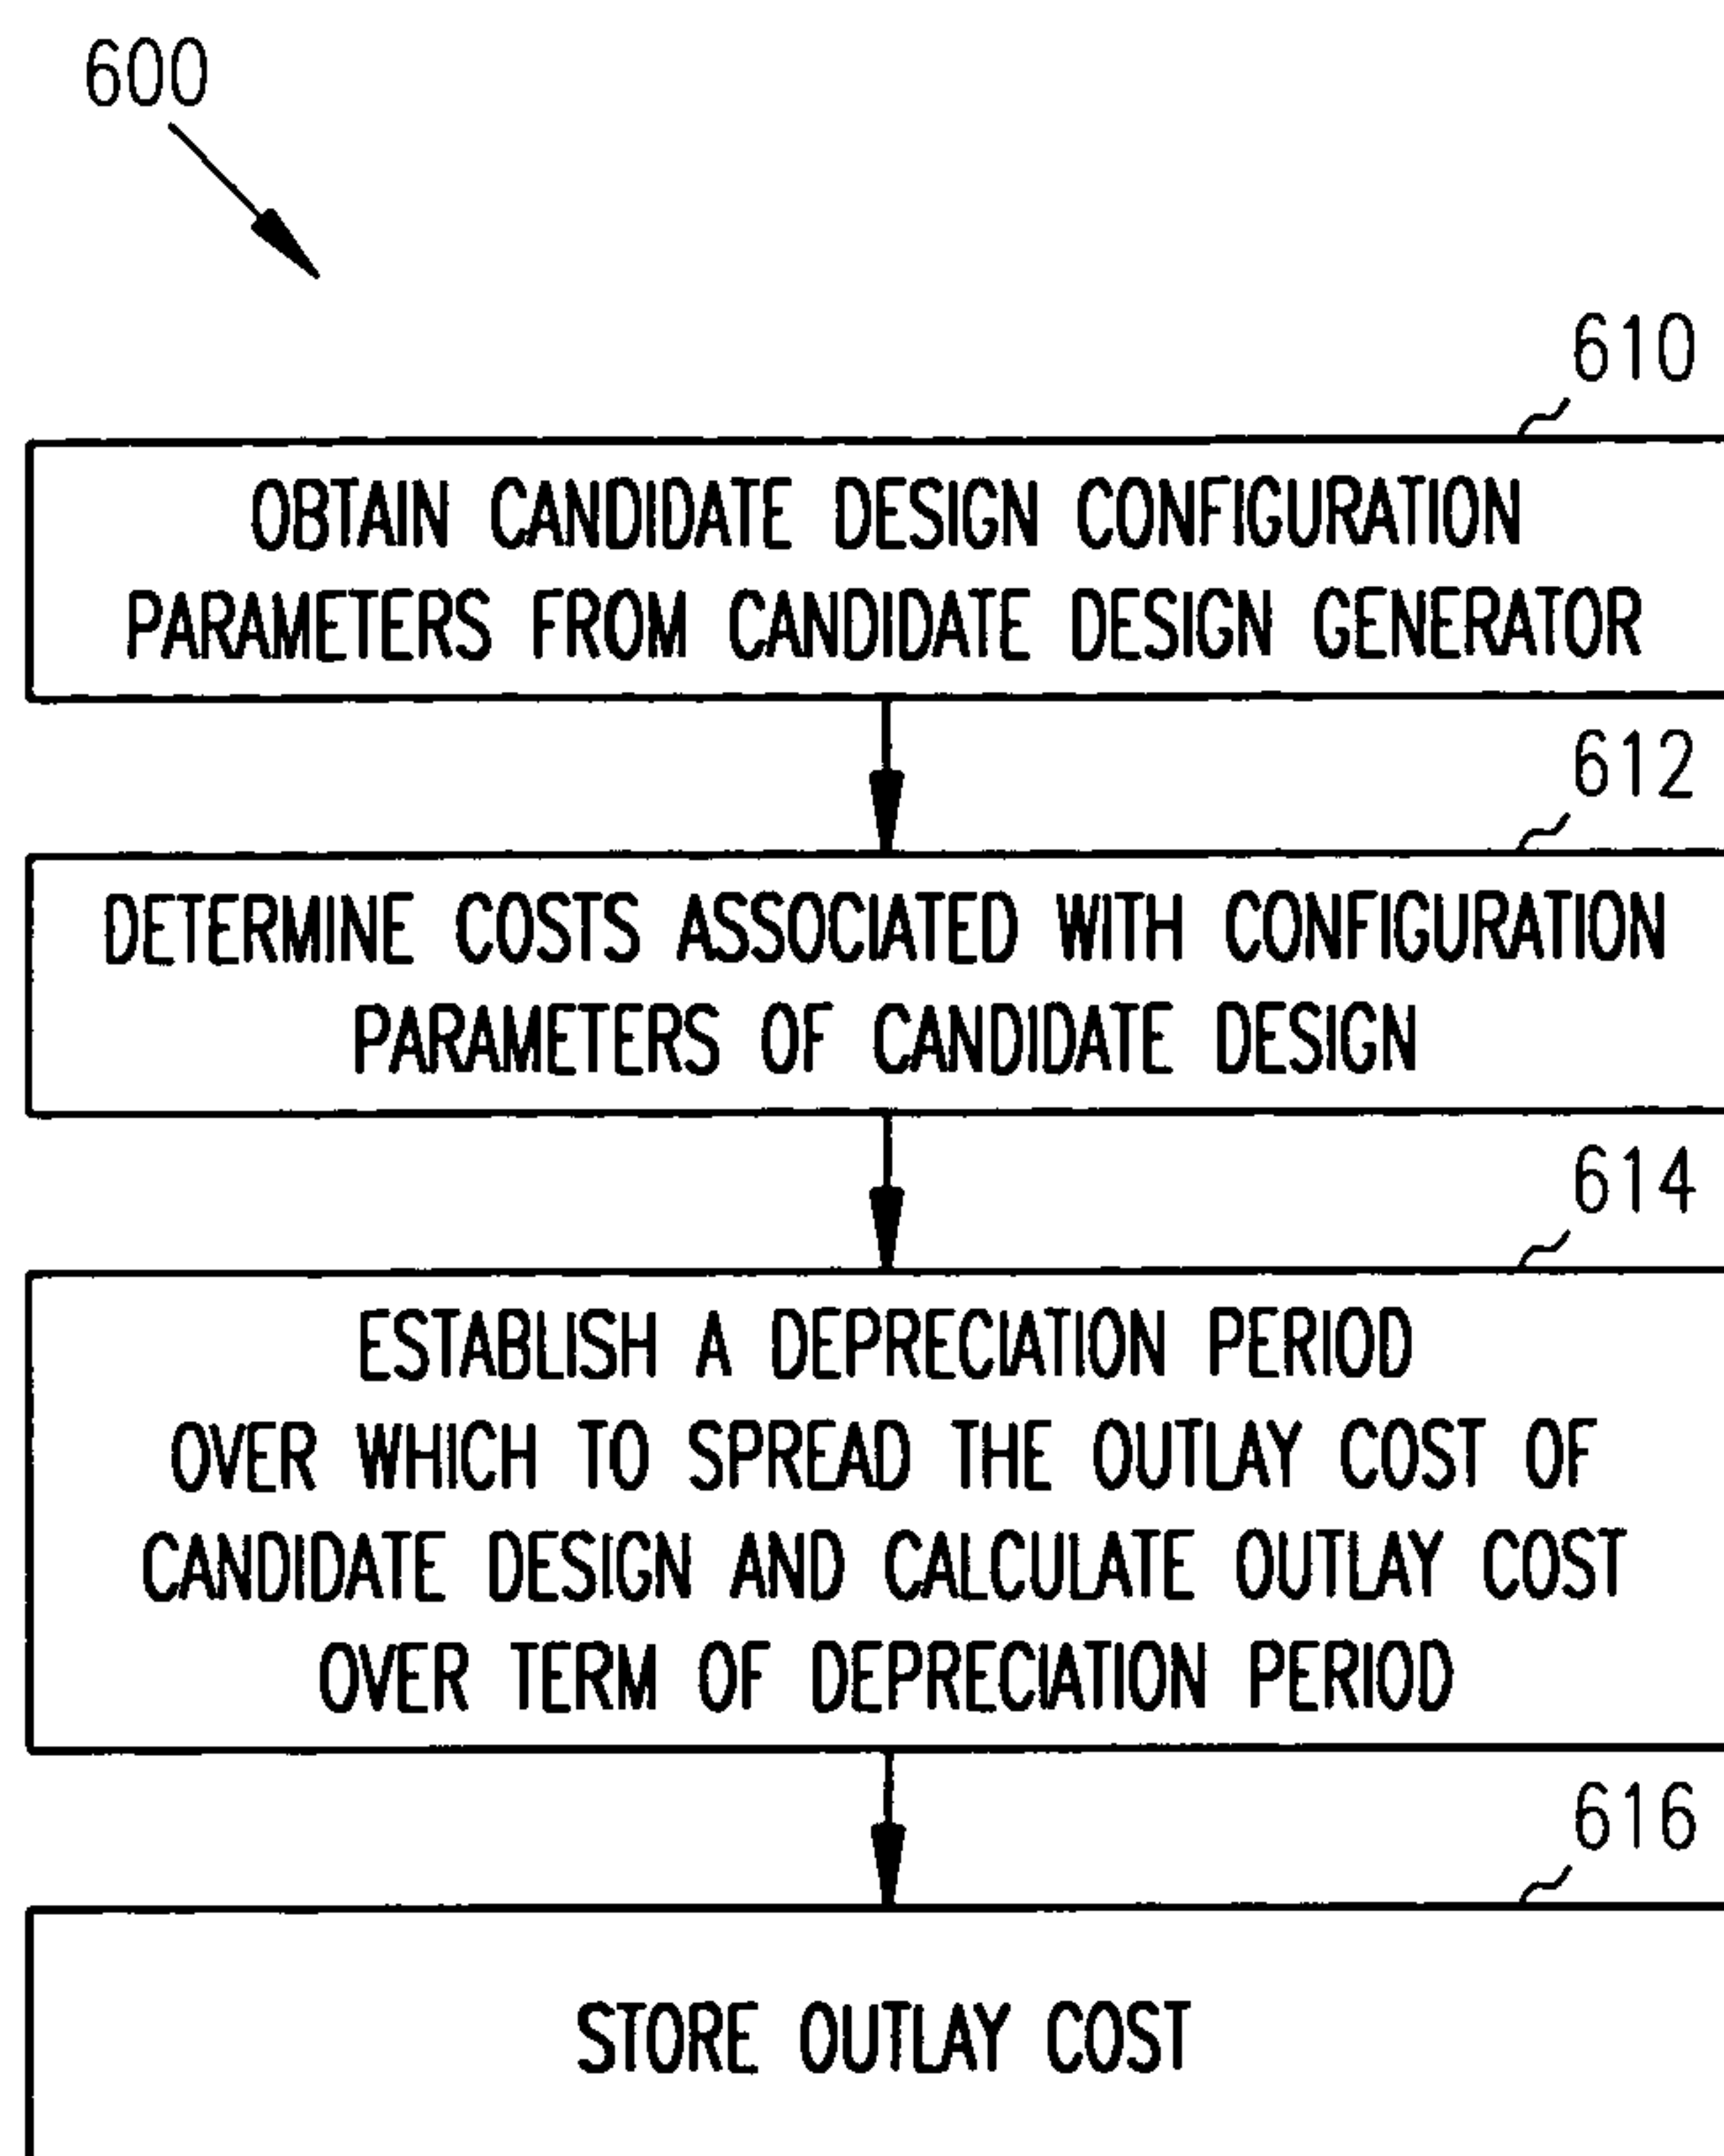 600
610
OBTAIN CANDIDATE DESIGN CONFIGURATION
PARAMETERS FROM CANDIDATE DESIGN GENERATOR
612
DETERMINE COSTS ASSOCIATED WITH CONFIGURATION
PARAMETERS OF CANDIDATE DESIGN
614
ESTABLISH A DEPRECIATION PERIOD
OVER WHICH TO SPREAD THE OUTLAY COST OF
CANDIDATE DESIGN AND CALCULATE OUTLAY COST
OVER TERM OF DEPRECIATION PERIOD
616
STORE OUTLAY COST